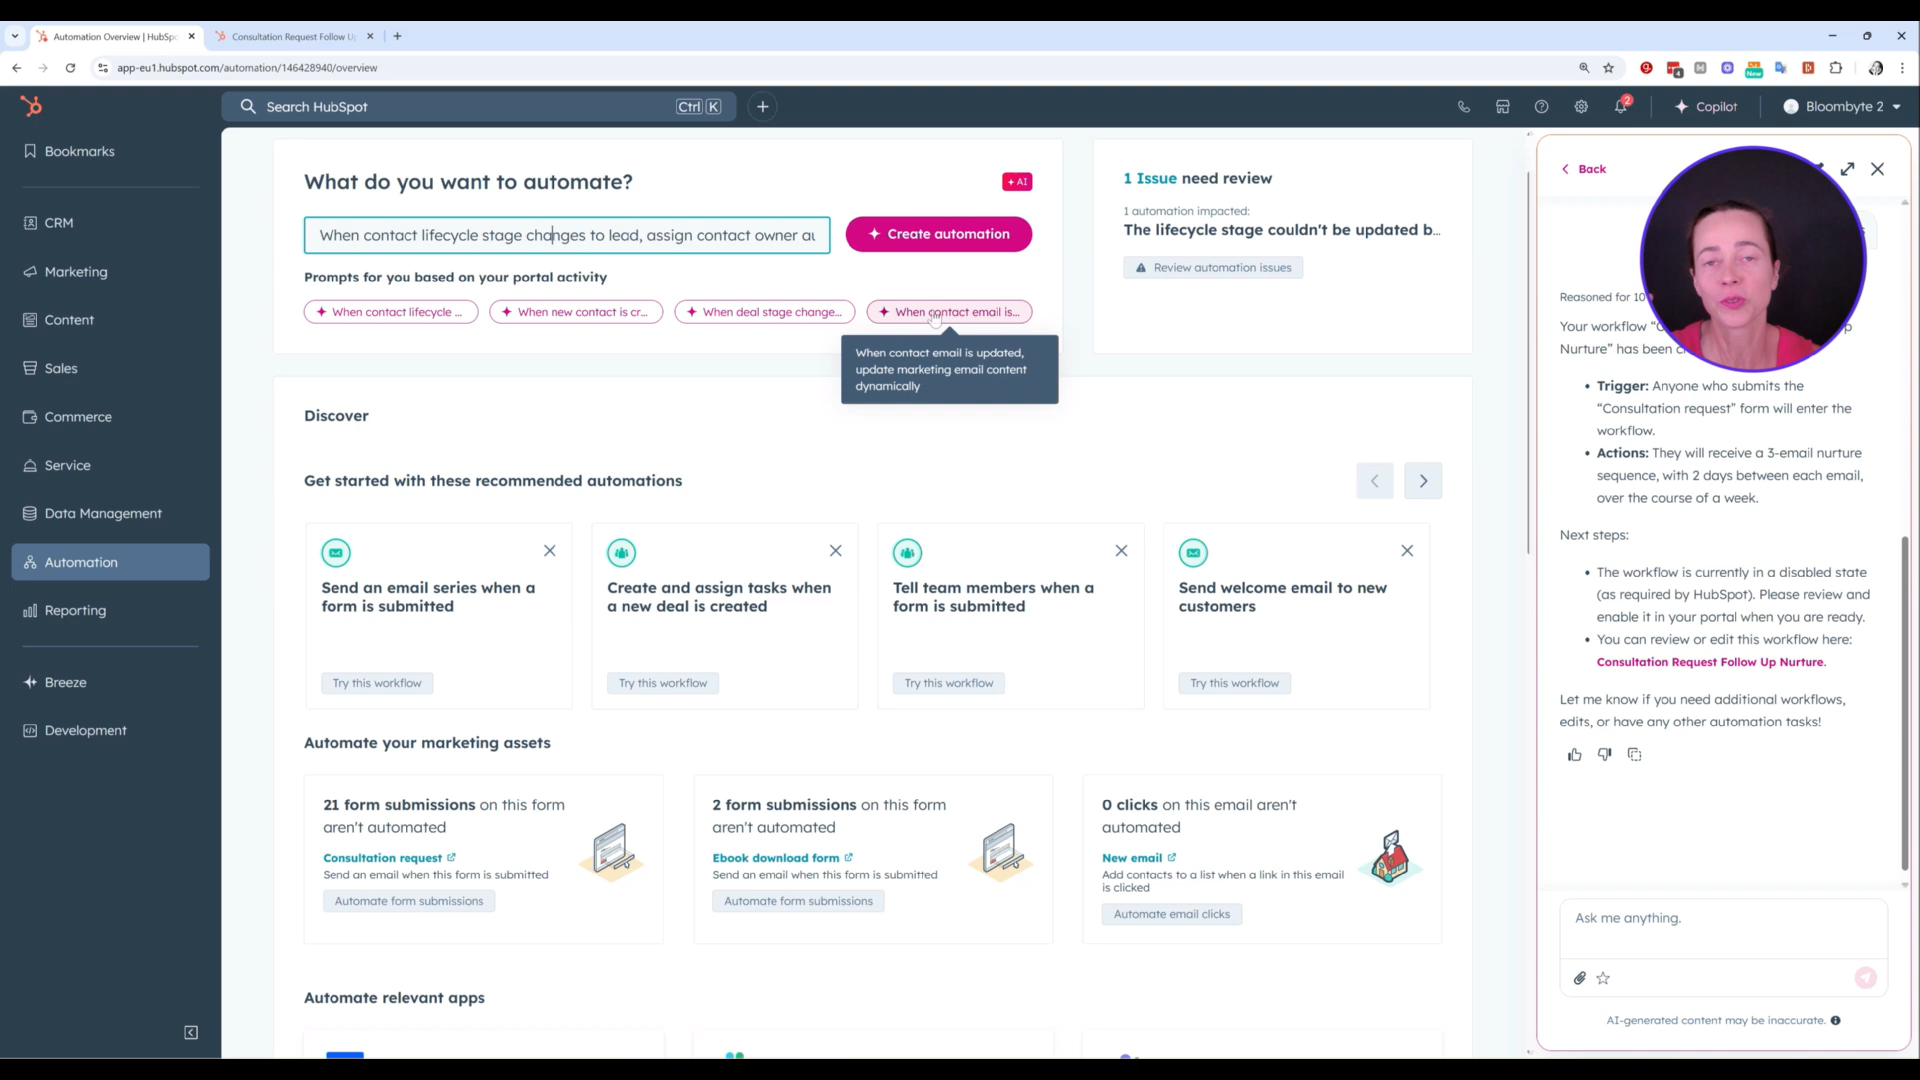 Automation Overview | HubSpo
Consultation Request Follow U
app-eu1.hubspot.com/automation/146428940/overview
New
Search HubSpot
Ctrl K
2
Copilot
Bloombyte 2
Bookmarks
CRM
Marketing
Content
Sales
Commerce
Service
Data Management
Automation
Reporting
Breeze
Development
What do you want to automate?
AI
When contact lifecycle stage changes to lead, assign contact owner au
Create automation
Prompts for you based on your portal activity
When contact lifecycle ...
When new contact is cr...
When deal stage change...
When contact email is...
When contact email is updated,
update marketing email content
dynamically
1 Issue need review
1 automation impacted:
The lifecycle stage couldn't be updated b...
Review automation issues
Discover
Get started with these recommended automations
Send an email series when a
form is submitted
Try this workflow
Create and assign tasks when
a new deal is created
Try this workflow
Tell team members when a
form is submitted
Try this workflow
Send welcome email to new
customers
Try this workflow
Automate your marketing assets
21 form submissions on this form
aren't automated
Consultation request
Send an email when this form is submitted
Automate form submissions
2 form submissions on this form
aren't automated
Ebook download form
Send an email when this form is submitted
Automate form submissions
0 clicks on this email aren't
automated
New email
Add contacts to a list when a link in this email
is clicked
Automate email clicks
Automate relevant apps
Back
Reasoned for 10
Your workflow
Nurture” has been
• Trigger: Anyone who submits the
“Consultation request” form will enter the
workflow.
• Actions: They will receive a 3-email nurture
sequence, with 2 days between each email,
over the course of a week.
Next steps:
• The workflow is currently in a disabled state
(as required by HubSpot). Please review and
enable it in your portal when you are ready.
• You can review or edit this workflow here:
Consultation Request Follow Up Nurture.
Let me know if you need additional workflows,
edits, or have any other automation tasks!
Ask me anything.
AI-generated content may be inaccurate.